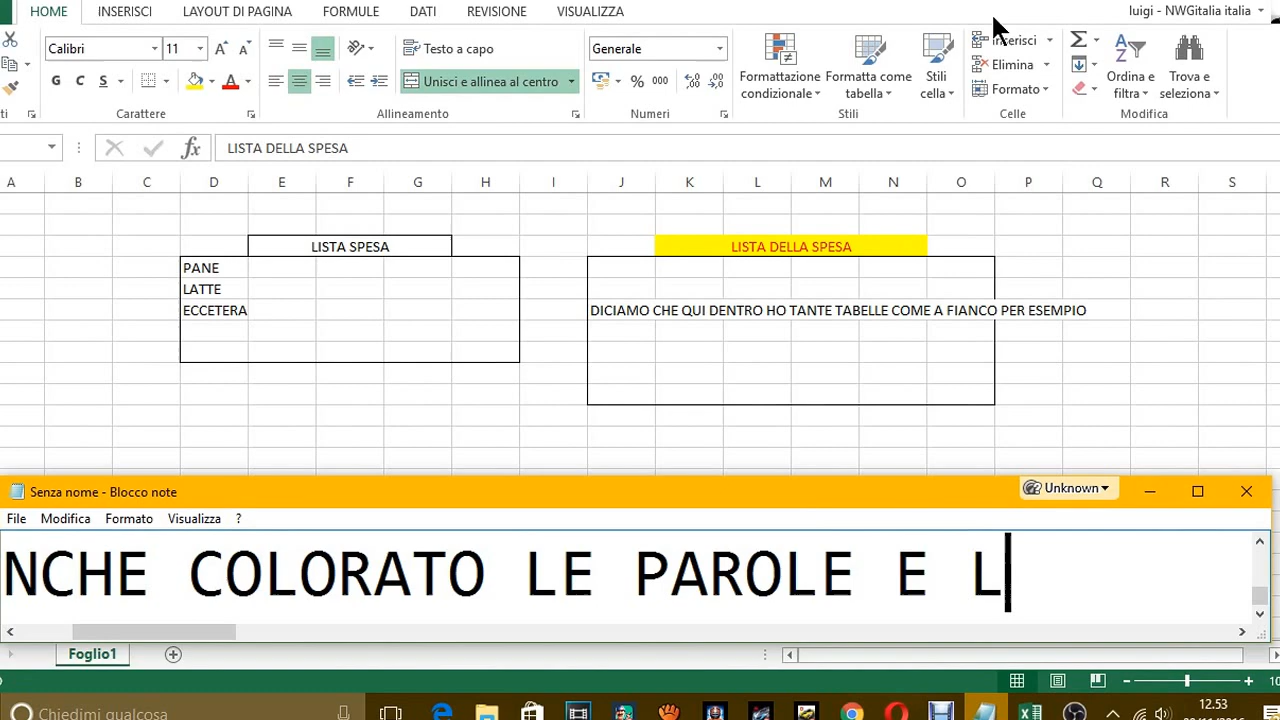 HOME INSERISCI LAYOUT DI PAGINA FORMULE DATI REVISIONE VISUALIZZA luigi - NWGitalia italia
Calibri 11 A A Testo a capo Generale Inserisci
Formattazione condizionale Formatta come tabella Stili cella Elimina Ordina e filtra Trova e seleziona
G C S A Unisci e allinea al centro % 000 Formato
ti Carattere Allineamento Numeri Stili Celle Modifica
fx LISTA DELLA SPESA
A B C D E F G H I J K L M N O P Q R S
LISTA SPESA LISTA DELLA SPESA
PANE
LATTE
ECCETERA DICIAMO CHE QUI DENTRO HO TANTE TABELLE COME A FIANCO PER ESEMPIO
Senza nome - Blocco note Unknown
File Modifica Formato Visualizza ?
NCHE COLORATO LE PAROLE E L
Foglio1
10
Chiedimi qualcosa 12.53